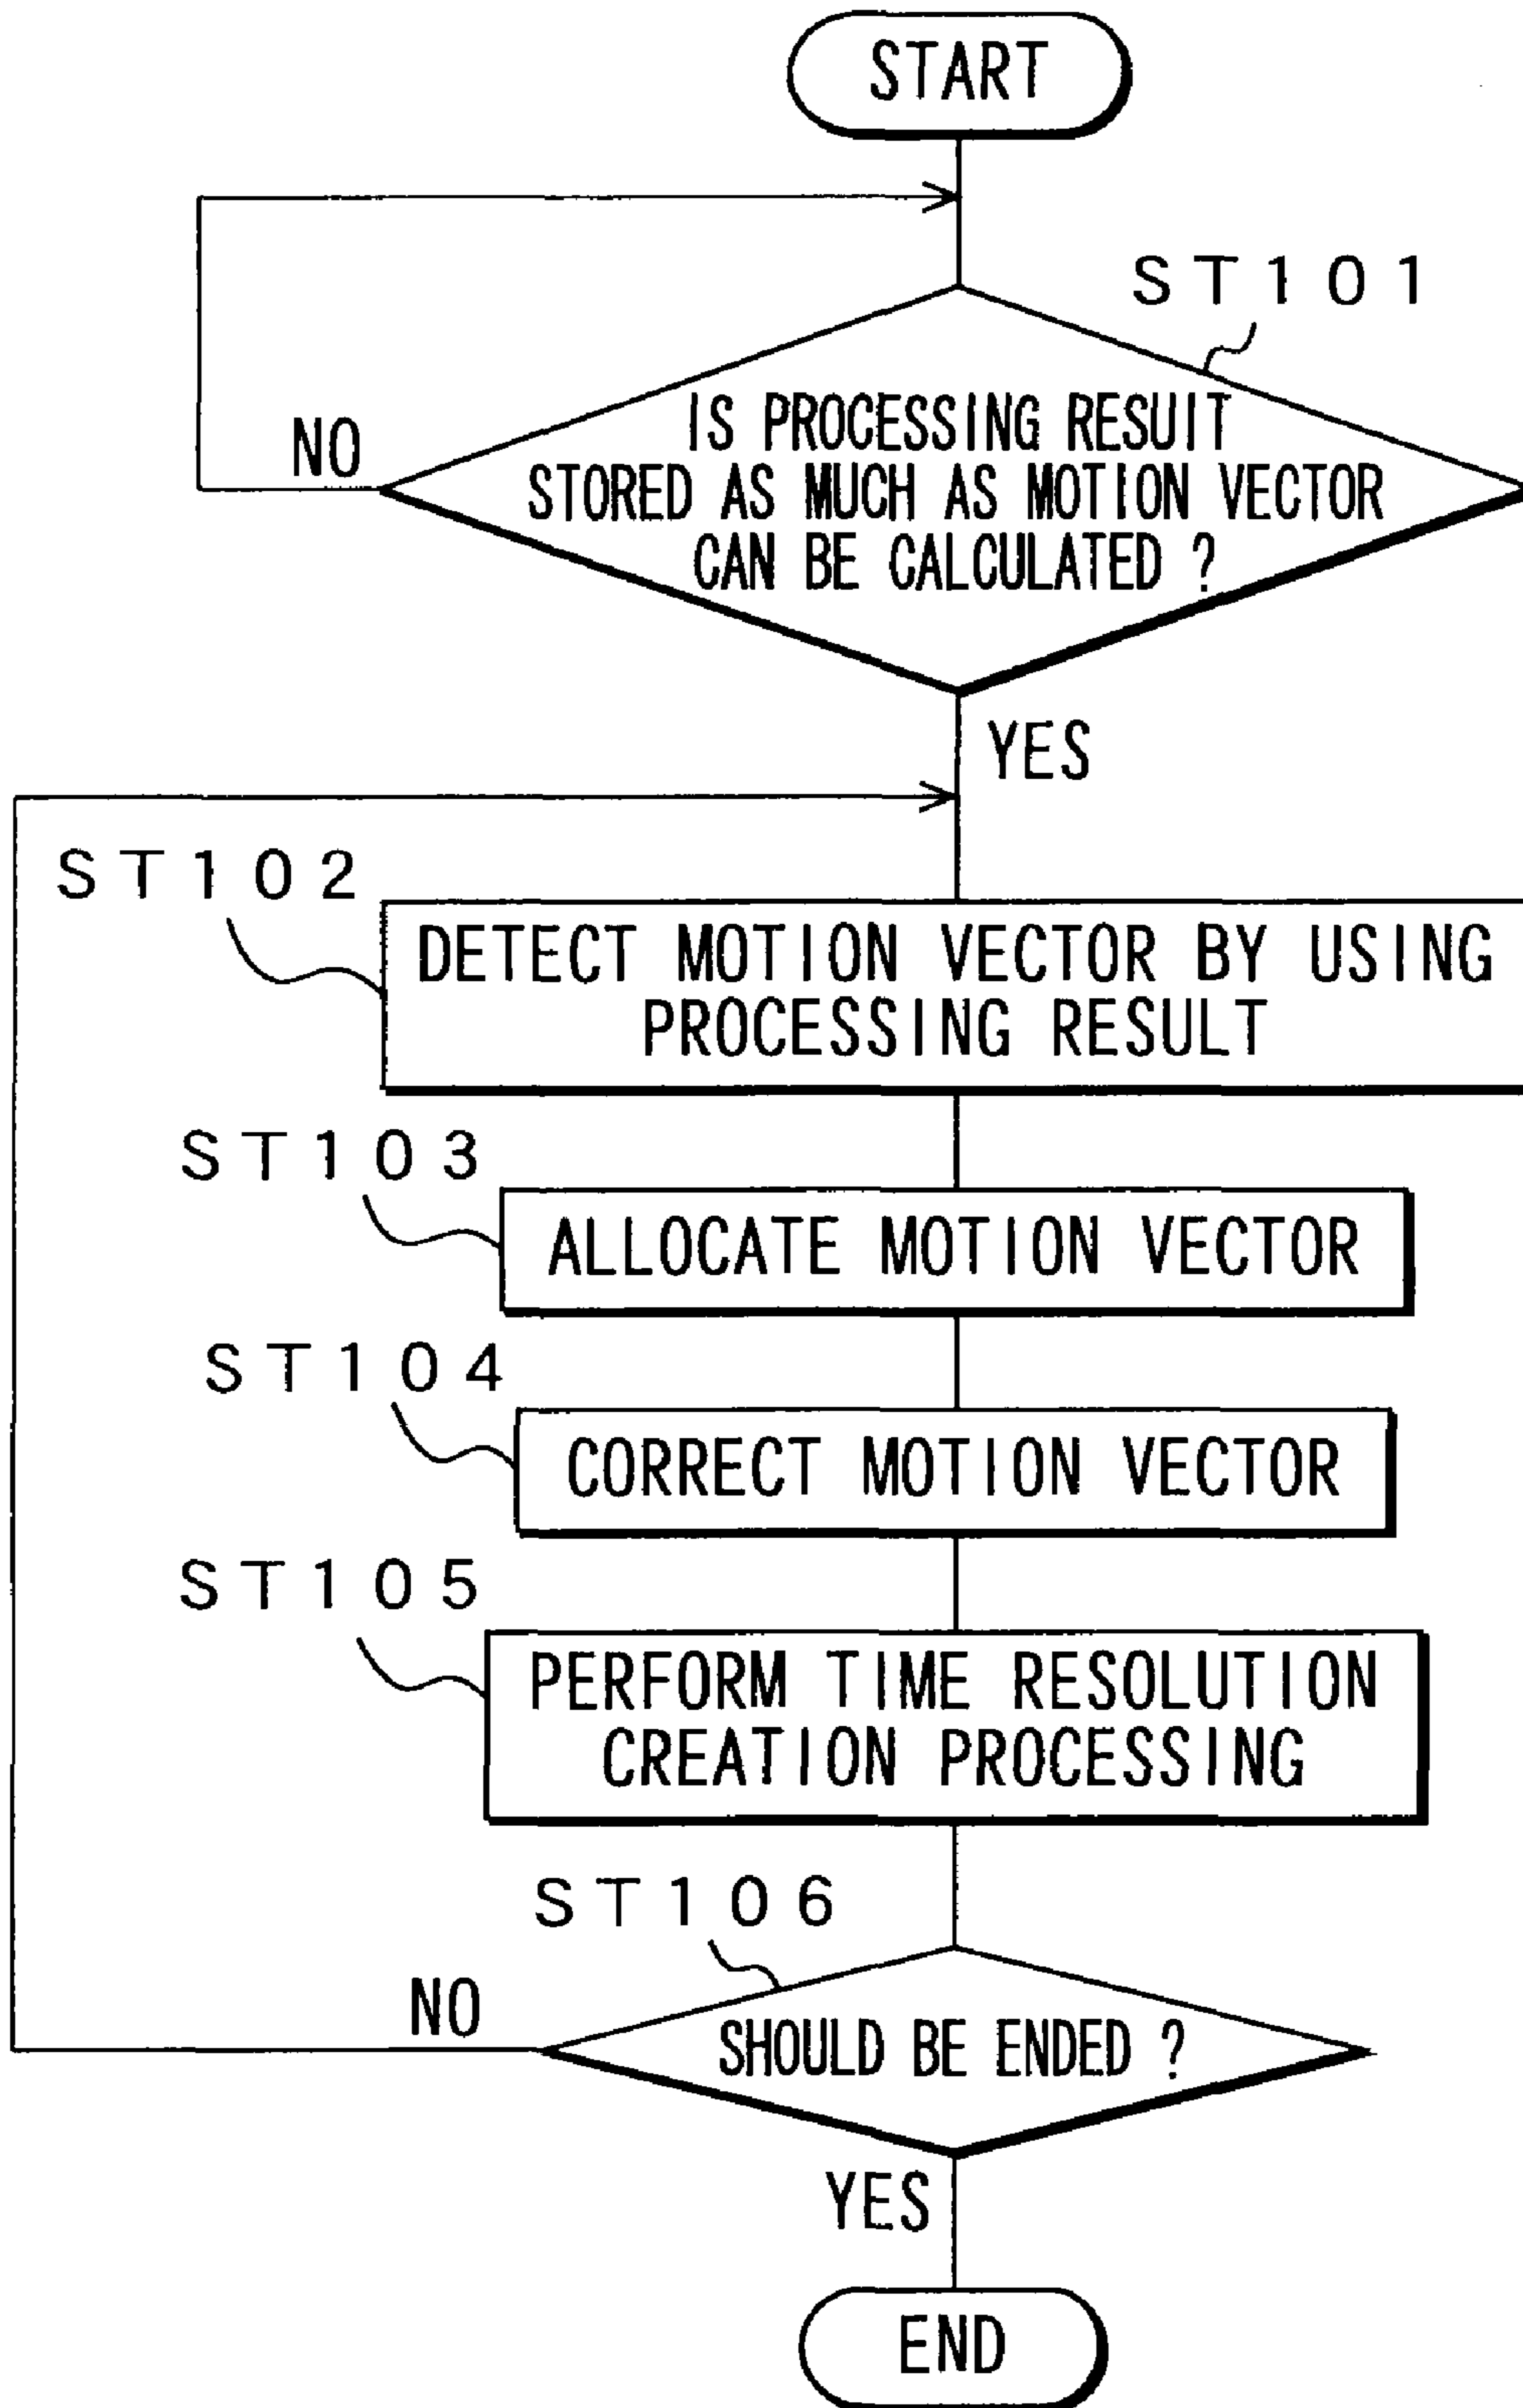 START
ST101
IS PROCESSING RESUIT
STORED AS MUCH AS MOTION VECTOR
CAN BE CALCULATED ?
NO
YES
ST102
DETECT MOTION VECTOR BY USING
PROCESSING RESULT
ST103
ALLOCATE MOTION VECTOR
ST104
CORRECT MOTION VECTOR
ST105
PERFORM TIME RESOLUTION
CREATION PROCESSING
ST106
NO
SHOULD BE ENDED ?
YES
END